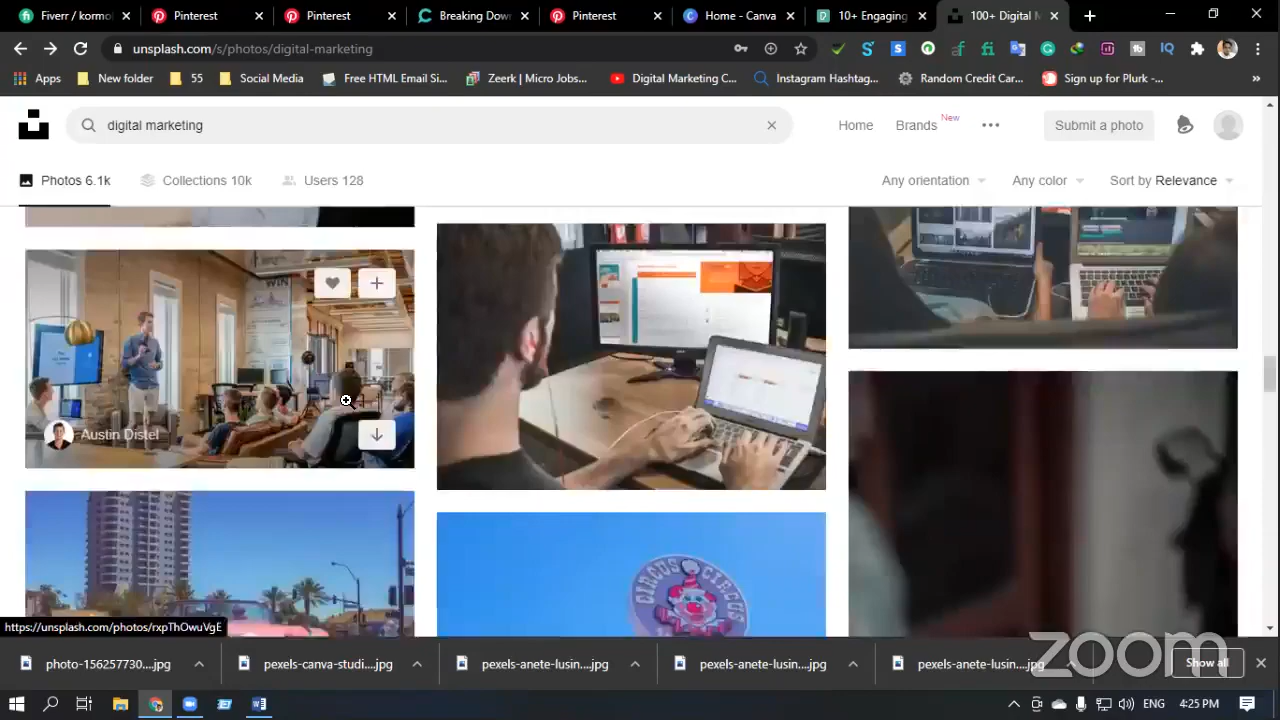 Fiverr / kormol
Pinterest
Pinterest
Breaking Dow
Pinterest
Home - Canva
10+ Engaging
100+ Digital M
unsplash.com/s/photos/digital-marketing
Apps
New folder
55
Social Media
Free HTML Email Si...
Zeerk | Micro Jobs...
Digital Marketing C...
Instagram Hashtag...
Random Credit Car...
Sign up for Plurk -...
digital marketing
Home
Brands
New
Submit a photo
Photos 6.1k
Collections 10k
Users 128
Any orientation
Any color
Sort by Relevance
WIN
Austin Distel
CIRCUS CIRCUS
https://unsplash.com/photos/rxpThOwuVgE
photo-156257730....jpg
pexels-canva-studi....jpg
pexels-anete-lusin....jpg
pexels-anete-lusin....jpg
pexels-anete-lusin....jpg
Show all
zoom
ENG
4:25 PM